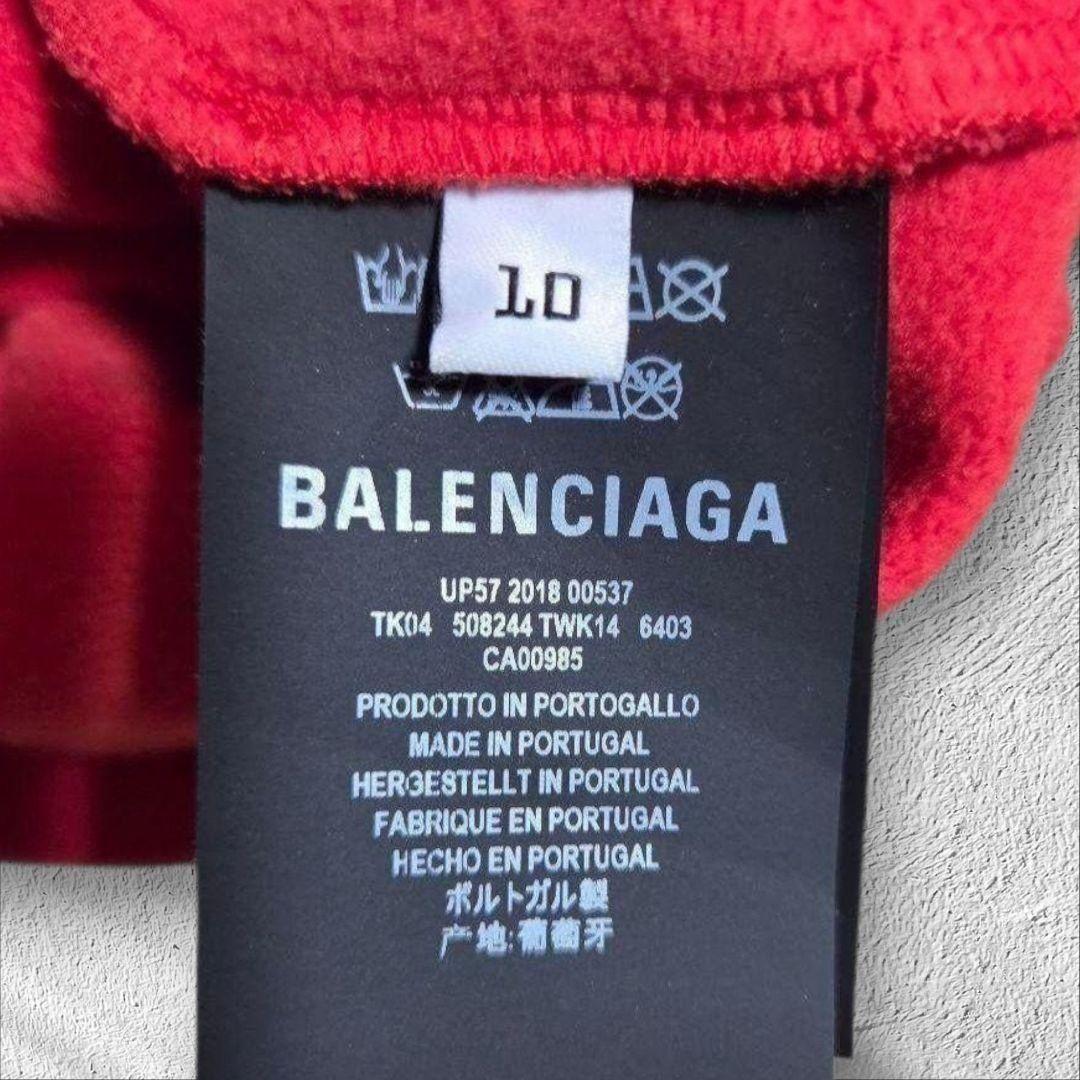 10
BALENCIAGA
UP57 2018 00537
TK04 508244 TWK14 6403
CA00985
PRODOTTO IN PORTOGALLO
MADE IN PORTUGAL
HERGESTELLT IN PORTUGAL
FABRIQUE EN PORTUGAL
HECHO EN PORTUGAL
ポルトガル製
产地:葡萄牙